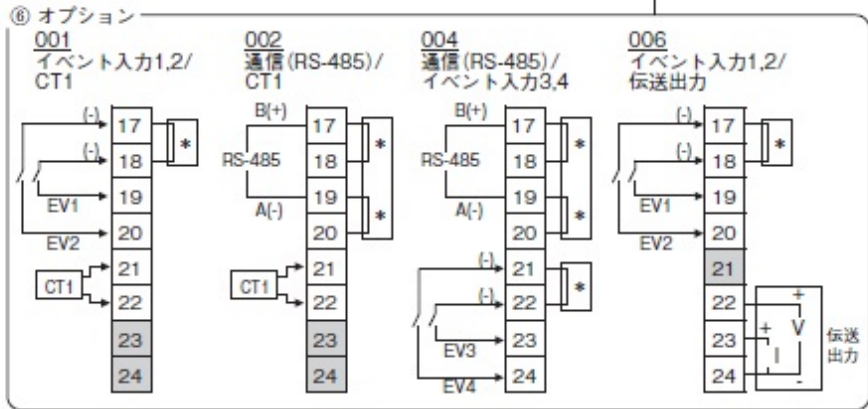 ⑥ オプション
001
イベント入力1,2/
CT1
(-)
17
*
(-)
18
19
EV1
20
EV2
21
CT1
22
23
24
002
通信(RS-485)/
CT1
B(+)
17
*
RS-485
18
19
A(-)
*
20
21
CT1
22
23
24
004
通信(RS-485)/
イベント入力3,4
B(+)
17
*
RS-485
18
19
A(-)
*
20
(-)
21
*
(-)
22
23
EV3
24
EV4
006
イベント入力1,2/
伝送出力
(-)
17
*
(-)
18
19
EV1
20
EV2
21
22
+
23
+
V
I
24
-
伝送
出力